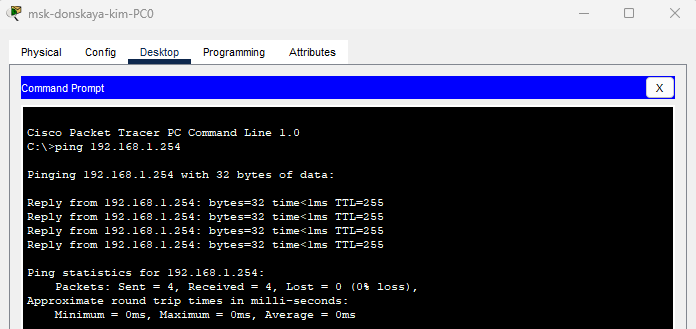 msk-donskaya-kim-PC0
Physical Config Desktop Programming Attributes
Command Prompt X
Cisco Packet Tracer PC Command Line 1.0
C:\>ping 192.168.1.254
Pinging 192.168.1.254 with 32 bytes of data:
Reply from 192.168.1.254: bytes=32 time<1ms TTL=255
Reply from 192.168.1.254: bytes=32 time<1ms TTL=255
Reply from 192.168.1.254: bytes=32 time<1ms TTL=255
Reply from 192.168.1.254: bytes=32 time<1ms TTL=255
Ping statistics for 192.168.1.254:
    Packets: Sent = 4, Received = 4, Lost = 0 (0% loss),
Approximate round trip times in milli-seconds:
    Minimum = 0ms, Maximum = 0ms, Average = 0ms